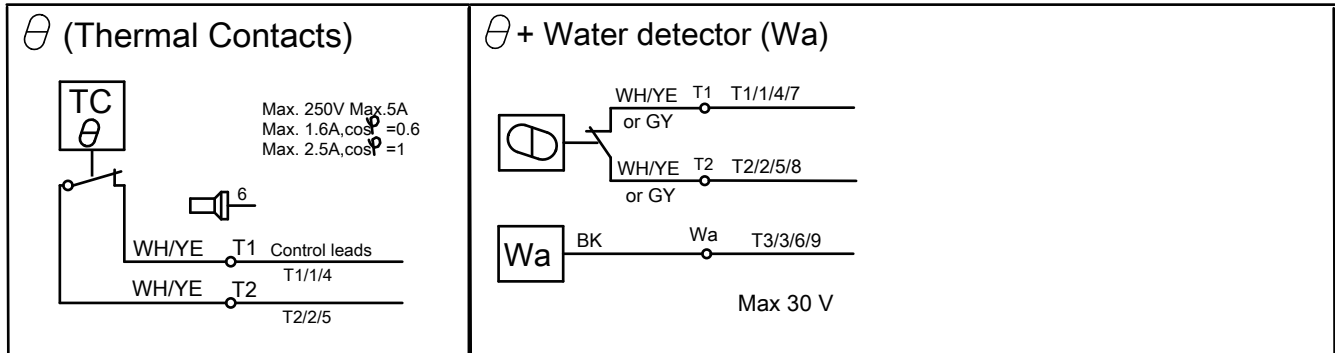 θ (Thermal Contacts)
TC
θ
Max. 250V Max.5A
Max. 1.6A,cosφ =0.6
Max. 2.5A,cosφ =1
6
WH/YE T1 Control leads
T1/1/4
WH/YE T2
T2/2/5
θ + Water detector (Wa)
WH/YE T1 T1/1/4/7
or GY
θ
WH/YE T2 T2/2/5/8
or GY
Wa BK Wa T3/3/6/9
Max 30 V